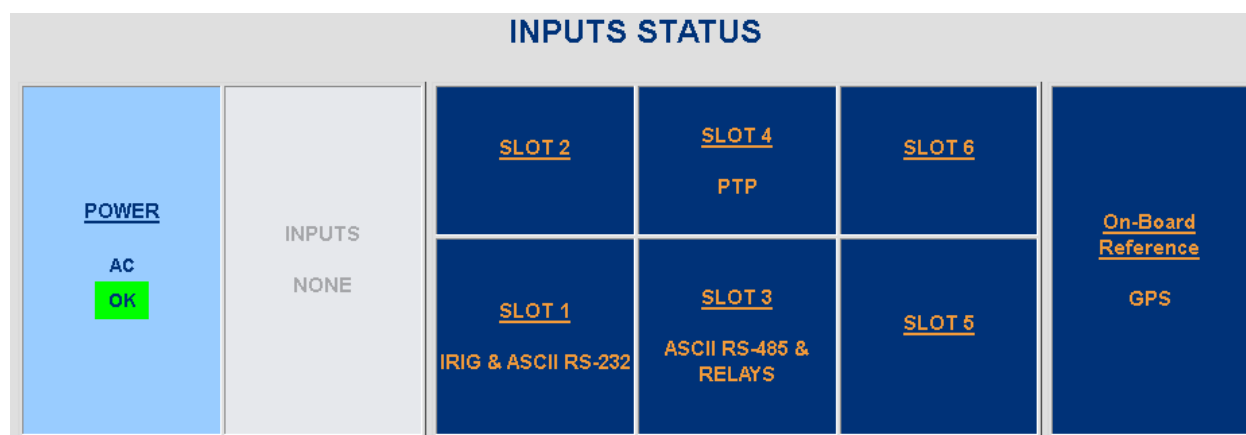 INPUTS STATUS
POWER
AC
OK
INPUTS
NONE
SLOT 2
SLOT 4
PTP
SLOT 6
SLOT 1
IRIG & ASCII RS-232
SLOT 3
ASCII RS-485 &
RELAYS
SLOT 5
On-Board
Reference
GPS